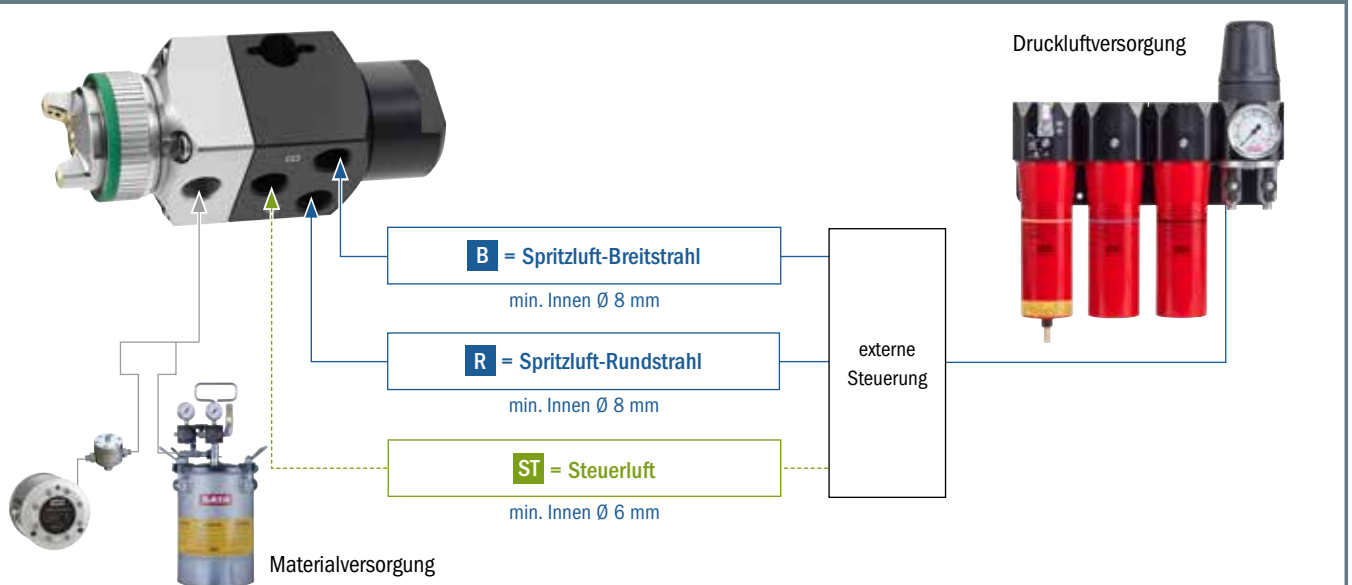 Druckluftversorgung
B = Spritzluft-Breitstrahl
min. Innen Ø 8 mm
R = Spritzluft-Rundstrahl
min. Innen Ø 8 mm
externe
Steuerung
ST = Steuerluft
min. Innen Ø 6 mm
SATA
Materialversorgung